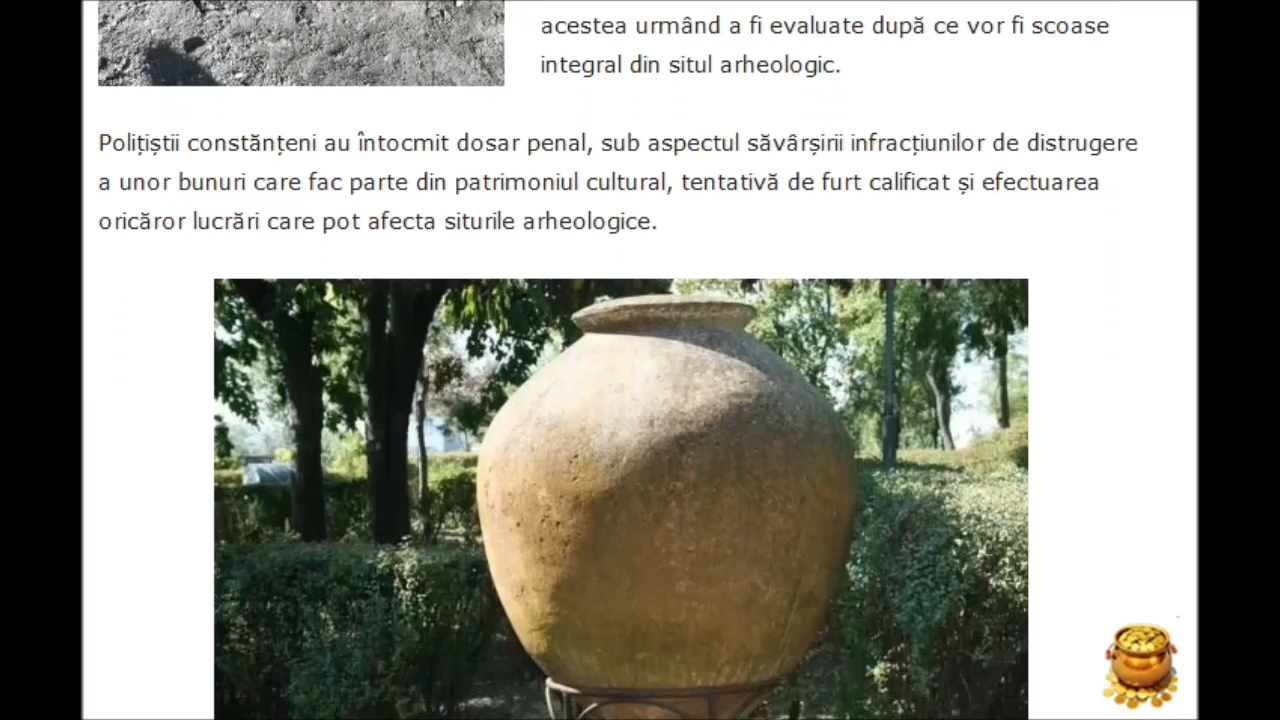 acestea urmând a fi evaluate după ce vor fi scoase
integral din situl arheologic.
Polițiștii constănțeni au întocmit dosar penal, sub aspectul săvârșirii infracțiunilor de distrugere
a unor bunuri care fac parte din patrimoniul cultural, tentativă de furt calificat și efectuarea
oricăror lucrări care pot afecta siturile arheologice.